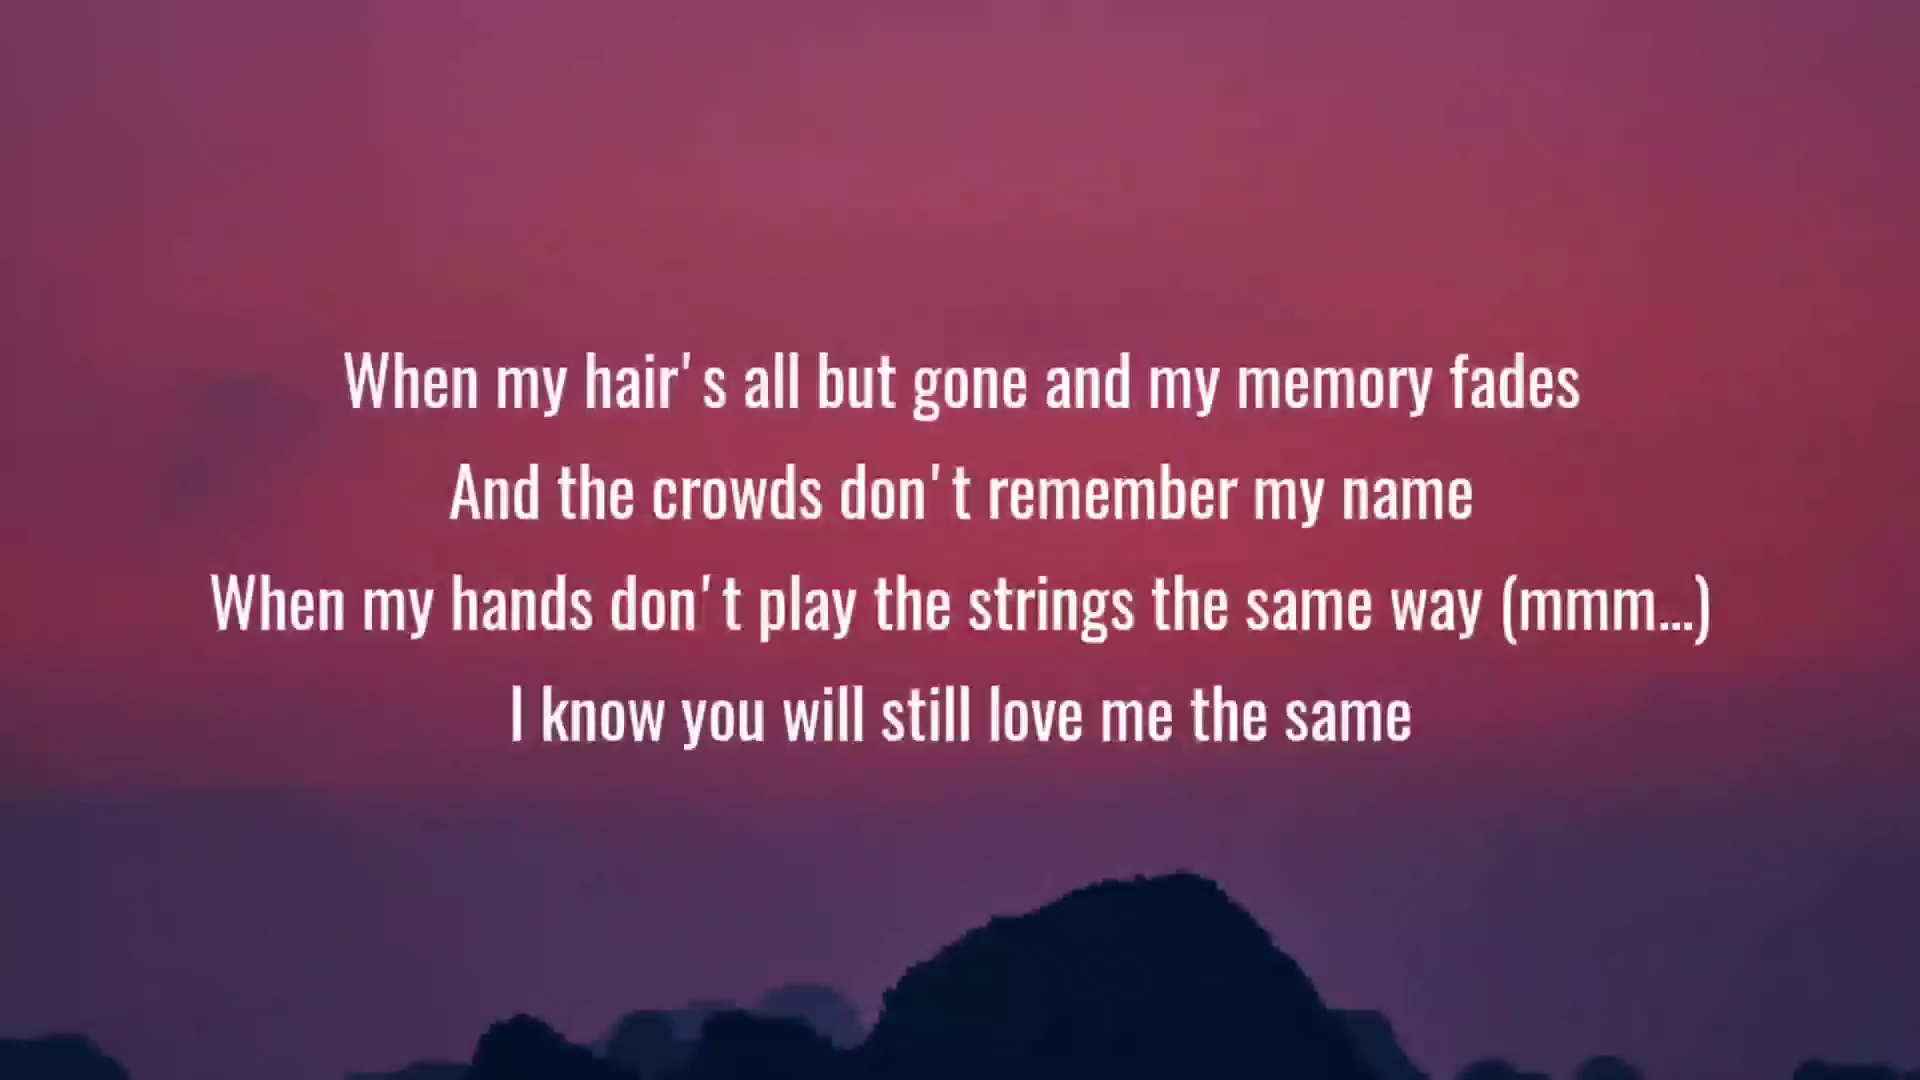 When my hair's all but gone and my memory fades
And the crowds don't remember my name
When my hands don't play the strings the same way (mmm...)
I know you will still love me the same